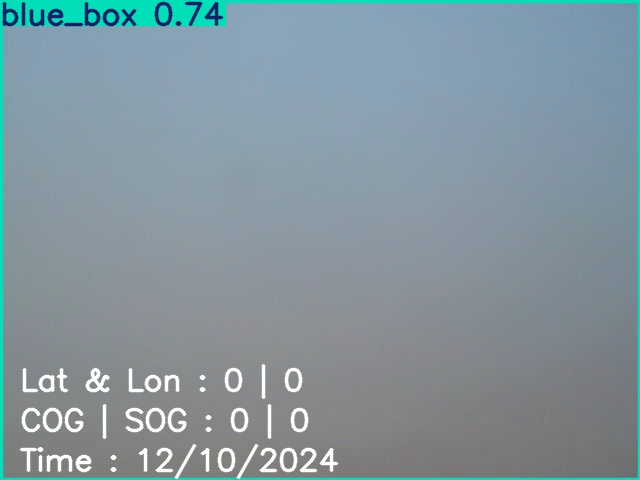 blue_box 0.74
Lat & Lon : 0 | 0
COG | SOG : 0 | 0
Time : 12/10/2024